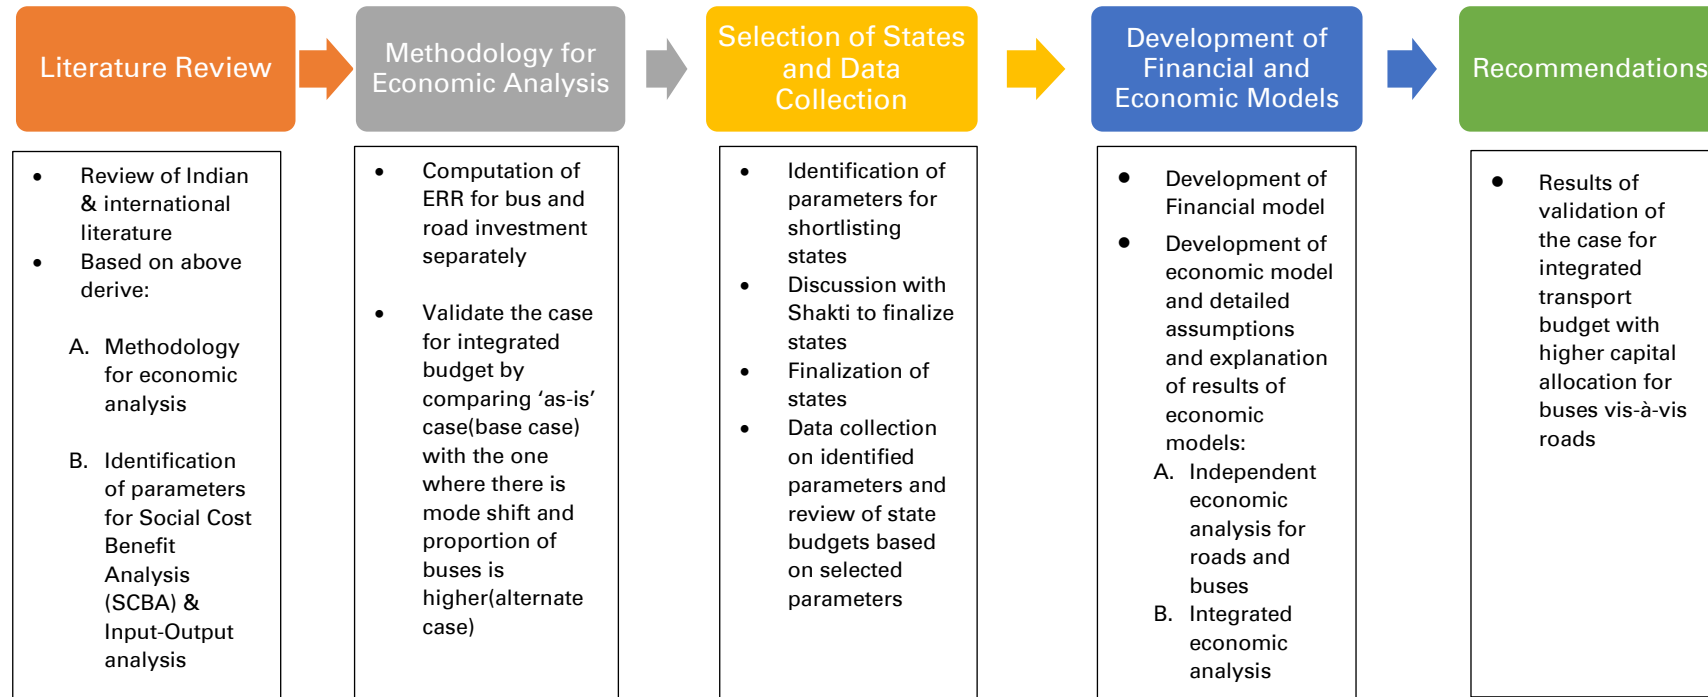 Literature Review
Methodology for
Economic Analysis
Selection of States
and Data
Collection
Development of
Financial and
Economic Models
Recommendations
• Review of Indian
& international
literature
• Based on above
derive:
A. Methodology
for economic
analysis
B. Identification
of parameters
for Social Cost
Benefit
Analysis
(SCBA) &
Input-Output
analysis
• Computation of
ERR for bus and
road investment
separately
• Validate the case
for integrated
budget by
comparing ‘as-is’
case(base case)
with the one
where there is
mode shift and
proportion of
buses is
higher(alternate
case)
• Identification of
parameters for
shortlisting
states
• Discussion with
Shakti to finalize
states
• Finalization of
states
• Data collection
on identified
parameters and
review of state
budgets based
on selected
parameters
• Development of
Financial model
• Development of
economic model
and detailed
assumptions
and explanation
of results of
economic
models:
A. Independent
economic
analysis for
roads and
buses
B. Integrated
economic
analysis
• Results of
validation of
the case for
integrated
transport
budget with
higher capital
allocation for
buses vis-à-vis
roads